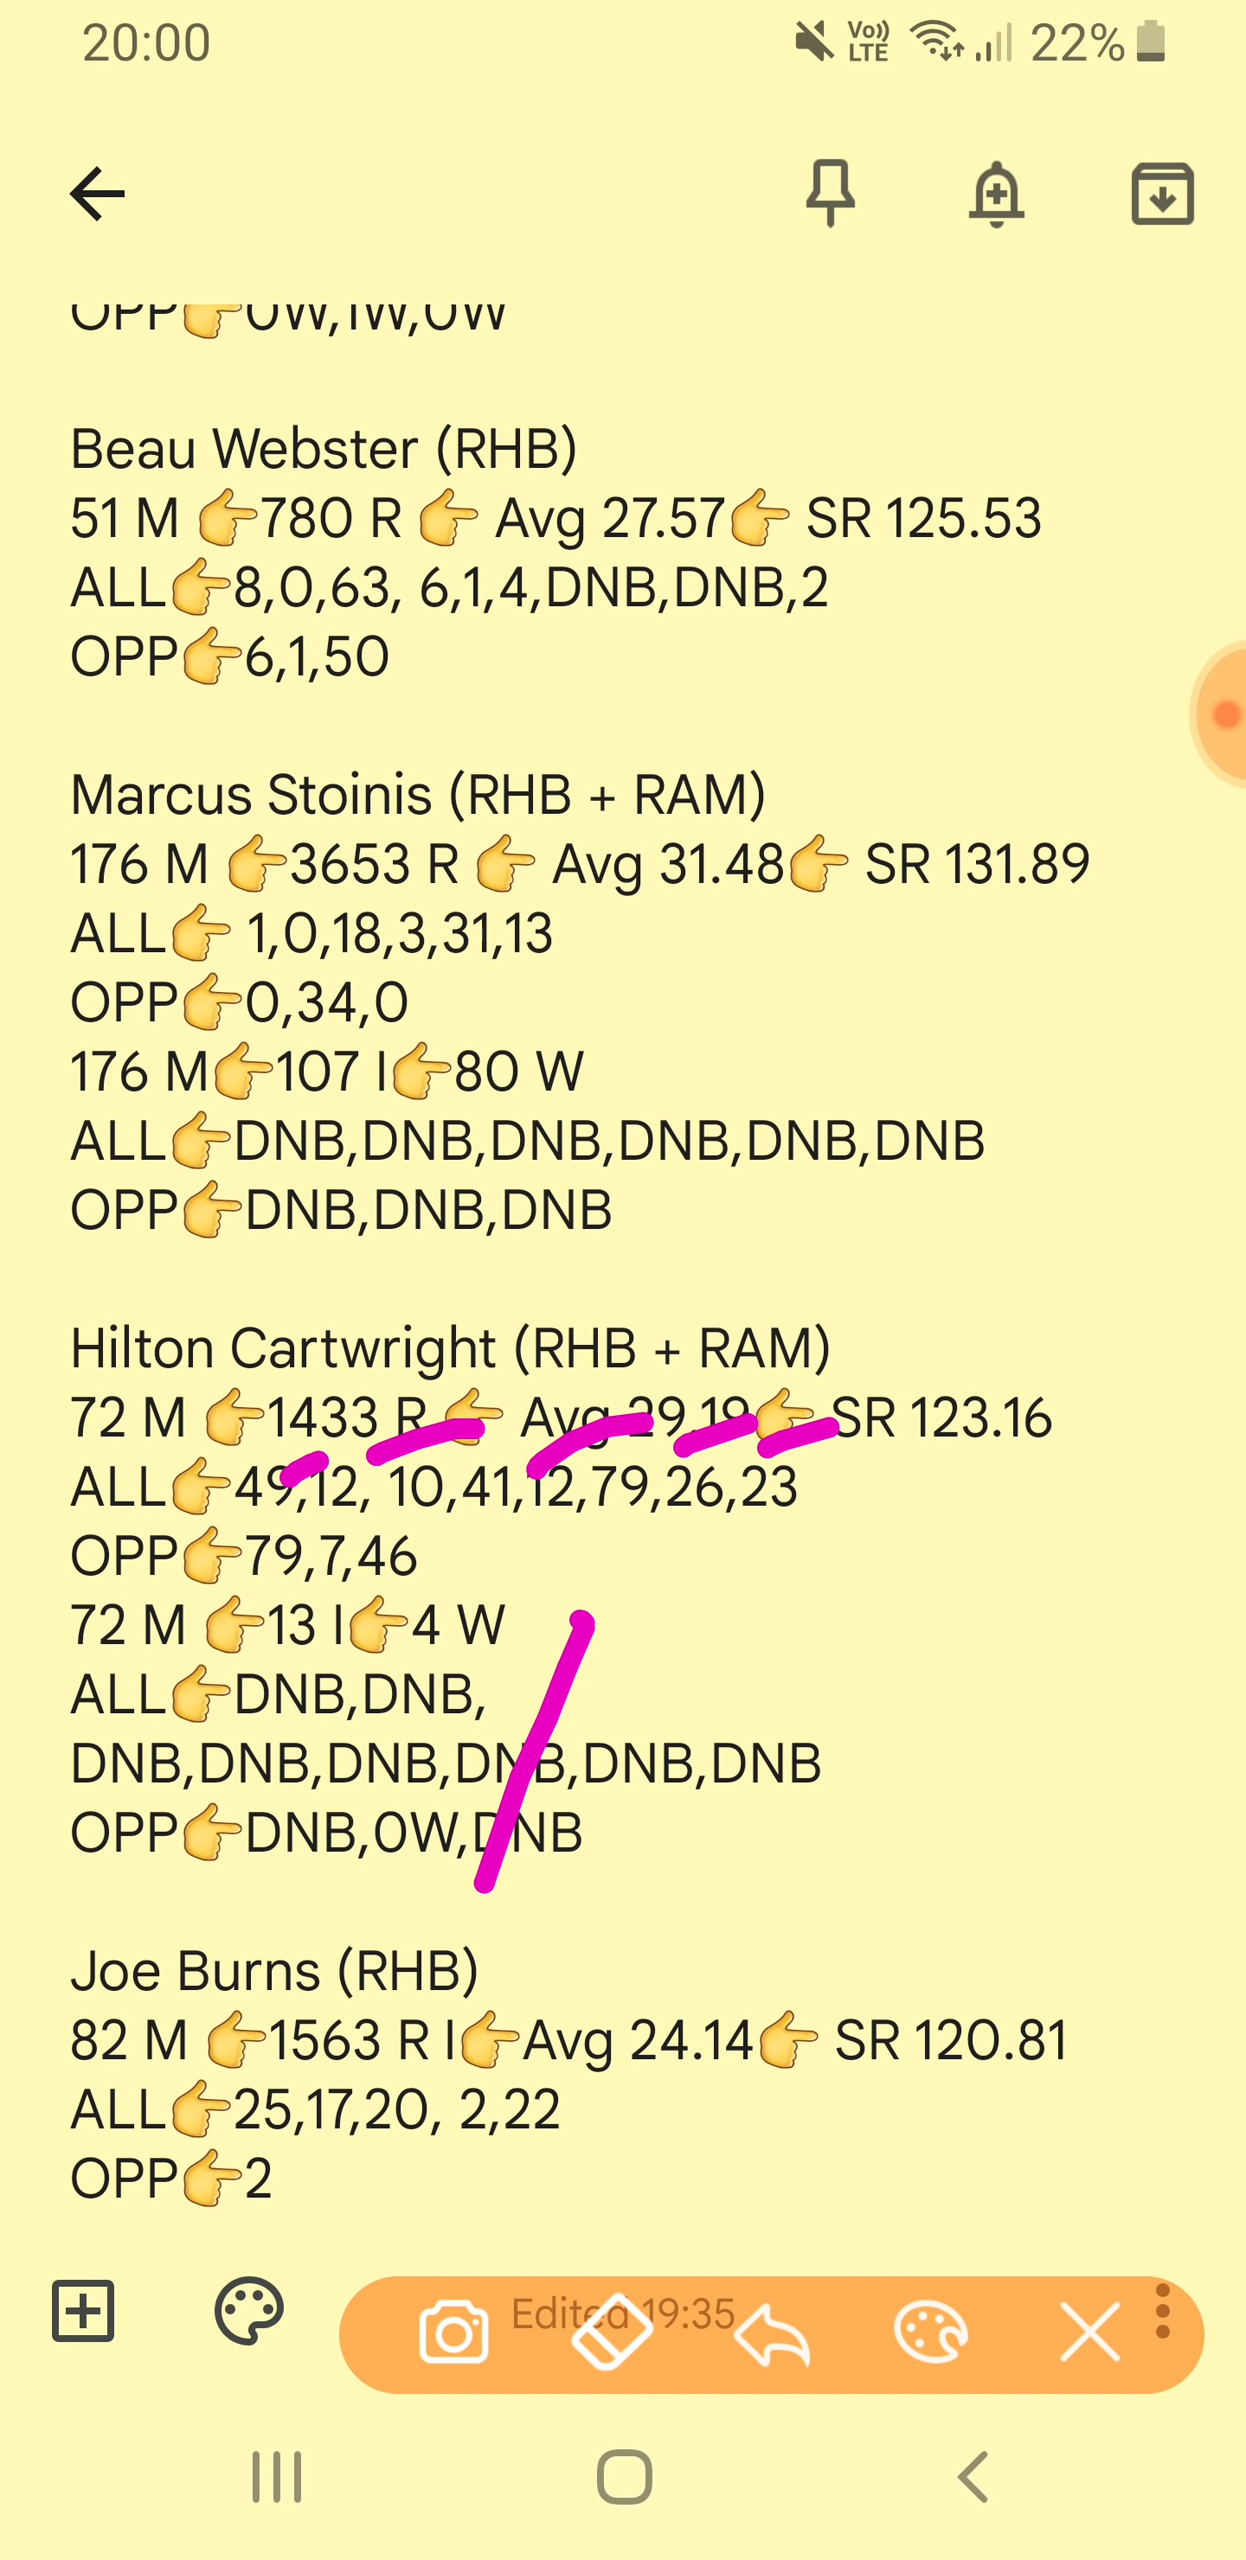 20:00 Vo)) LTE 22%
OPP👉0W,1W,0W
Beau Webster (RHB)
51 M 👉780 R 👉 Avg 27.57👉 SR 125.53
ALL👉8,0,63, 6,1,4,DNB,DNB,2
OPP👉6,1,50
Marcus Stoinis (RHB + RAM)
176 M 👉3653 R 👉 Avg 31.48👉 SR 131.89
ALL👉 1,0,18,3,31,13
OPP👉0,34,0
176 M👉107 I👉80 W
ALL👉DNB,DNB,DNB,DNB,DNB,DNB
OPP👉DNB,DNB,DNB
Hilton Cartwright (RHB + RAM)
72 M 👉1433 R 👉 Avg 29.19👉 SR 123.16
ALL👉49,12, 10,41,12,79,26,23
OPP👉79,7,46
72 M 👉13 I👉4 W
ALL👉DNB,DNB,
DNB,DNB,DNB,DNB,DNB,DNB
OPP👉DNB,0W,DNB
Joe Burns (RHB)
82 M 👉1563 R I👉Avg 24.14👉 SR 120.81
ALL👉25,17,20, 2,22
OPP👉2
Edited 19:35